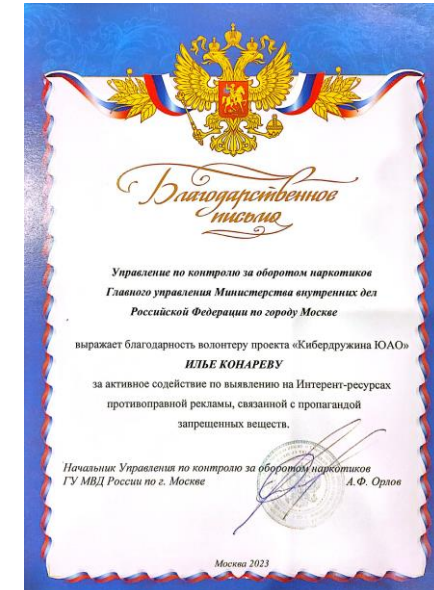 Благодарственное
письмо
Управление по контролю за оборотом наркотиков
Главного управления Министерства внутренних дел
Российской Федерации по городу Москве
выражает благодарность волонтеру проекта «Кибердружина ЮАО»
ИЛЬЕ КОНАРЕВУ
за активное содействие по выявлению на Интерент-ресурсах
противоправной рекламы, связанной с пропагандой
запрещенных веществ.
Начальник Управления по контролю за оборотом наркотиков
ГУ МВД России по г. Москве А.Ф. Орлов
Москва 2023